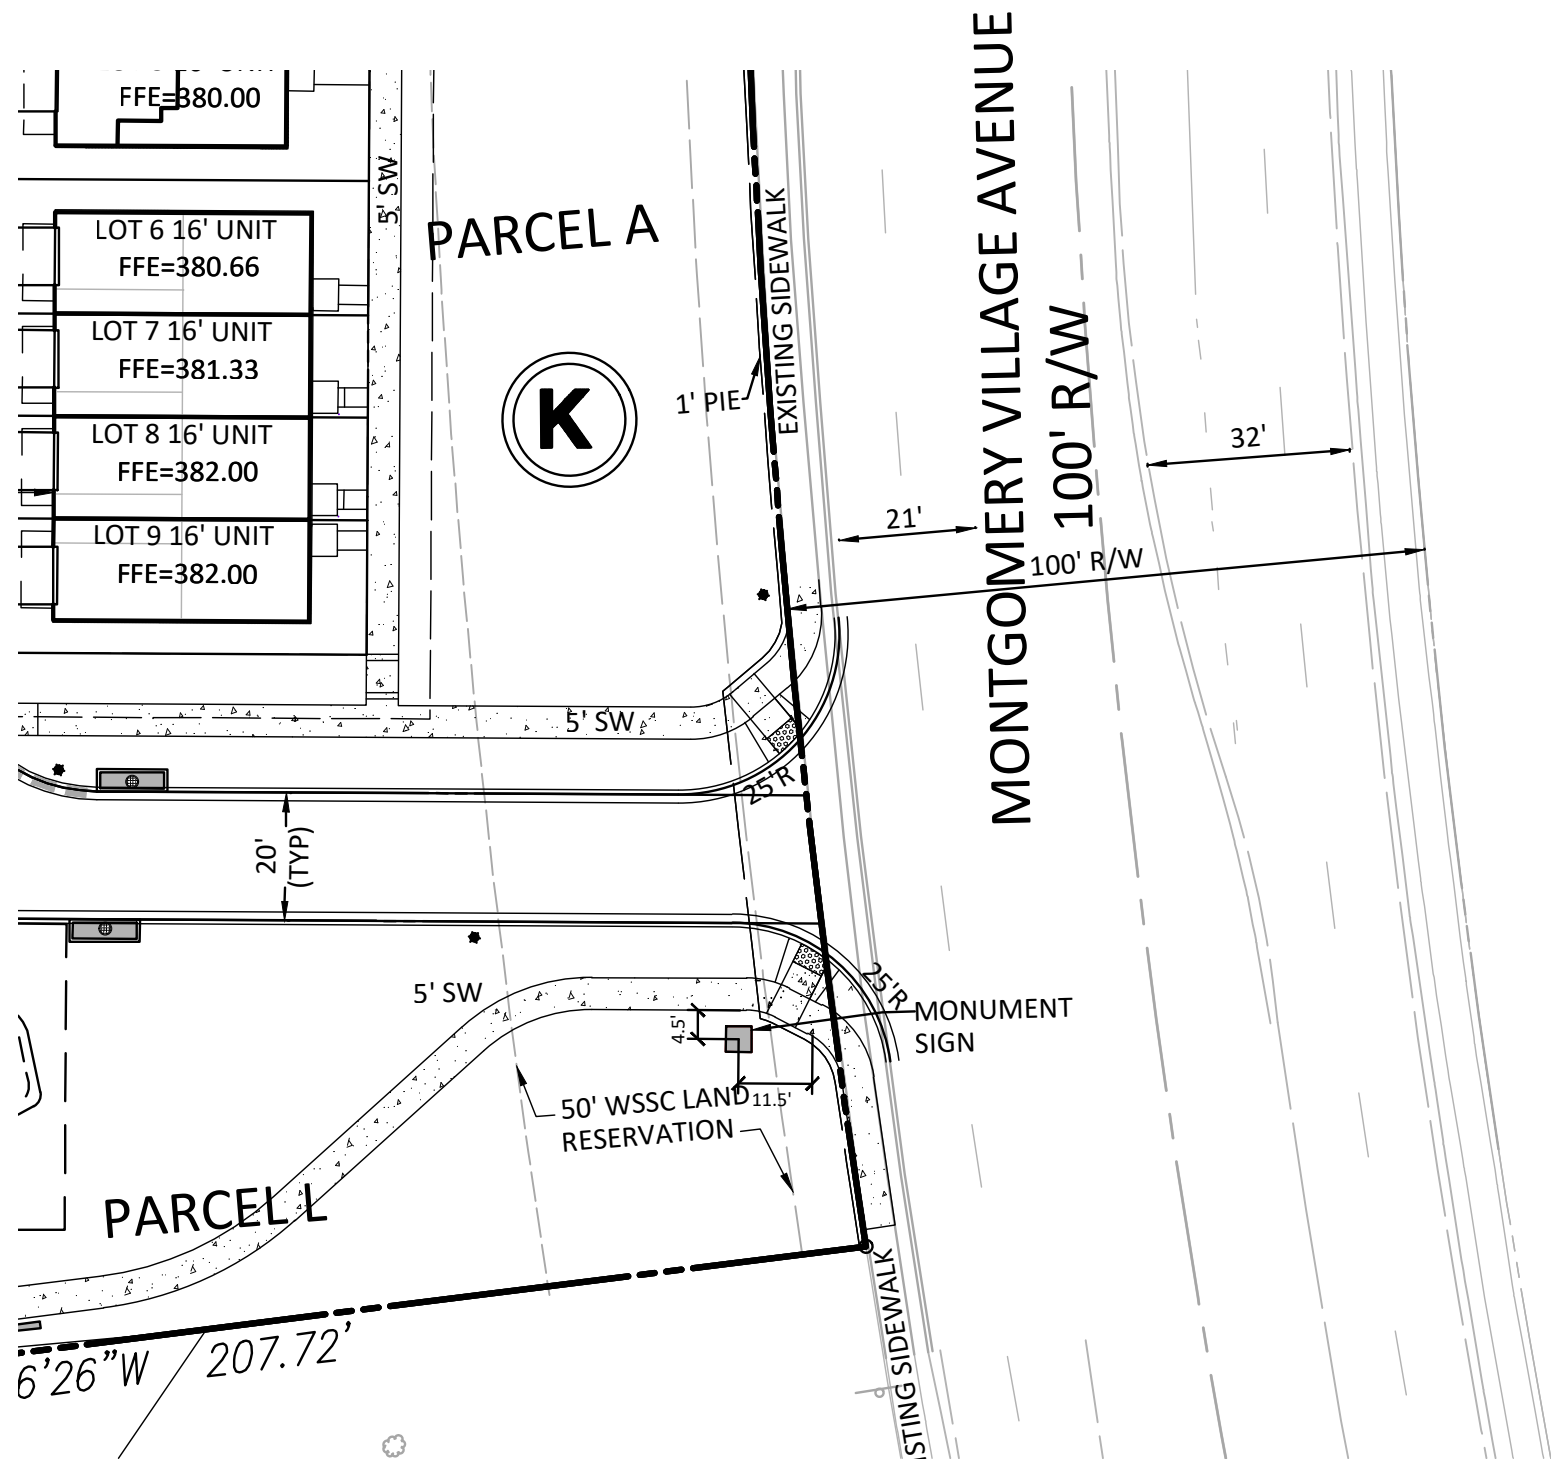 FFE=380.00
LOT 6 16' UNIT
FFE=380.66
LOT 7 16' UNIT
FFE=381.33
LOT 8 16' UNIT
FFE=382.00
LOT 9 16' UNIT
FFE=382.00
5' SW
PARCEL A
K
1' PIE
EXISTING SIDEWALK
MONTGOMERY VILLAGE AVENUE
100' R/W
32'
21'
100' R/W
5' SW
25'R
20'
(TYP)
5' SW
25'R
MONUMENT
SIGN
4.5'
11.5'
50' WSSC LAND
RESERVATION
PARCEL L
6'26"W 207.72'
ISTING SIDEWALK